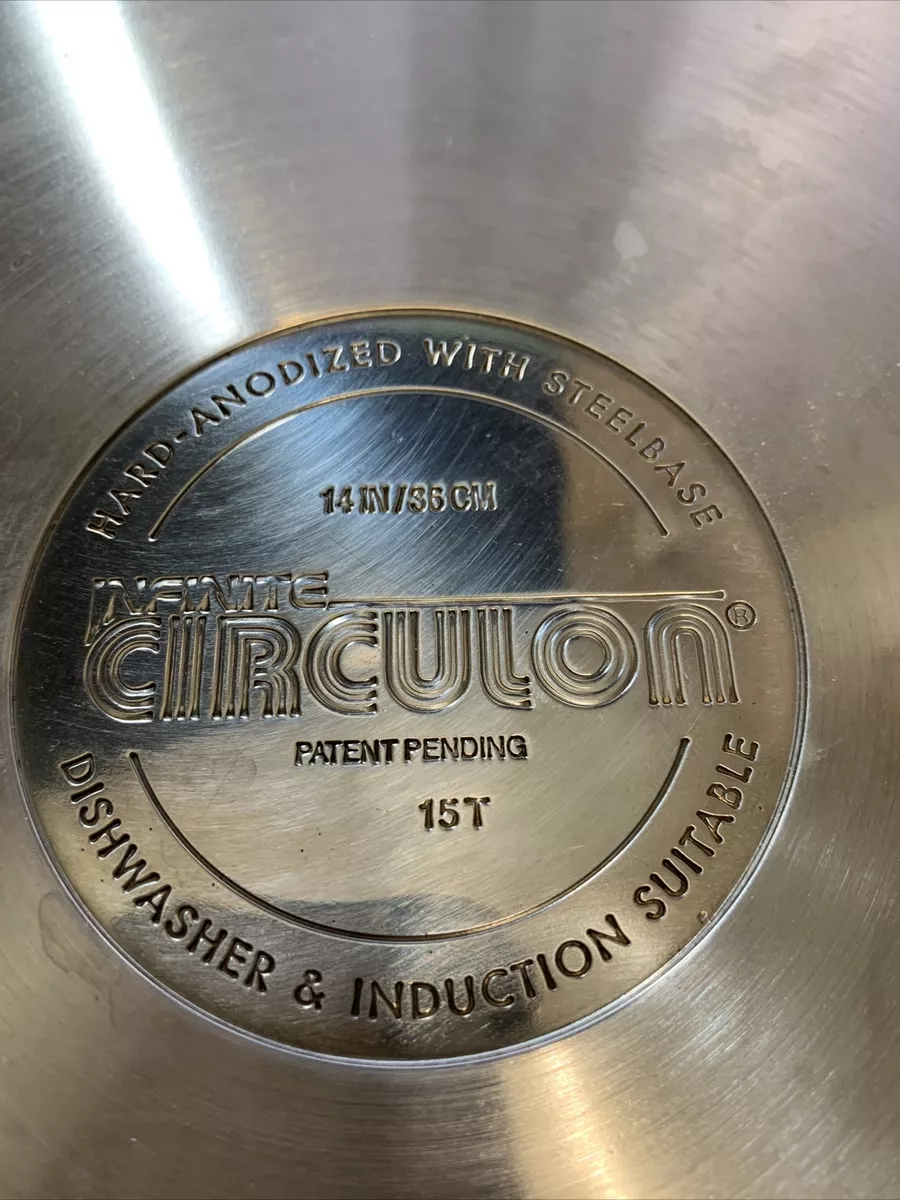 HARD-ANODIZED WITH STEELBASE
14 IN/36 CM
INFINITE
CIRCULON®
PATENT PENDING
15T
DISHWASHER & INDUCTION SUITABLE